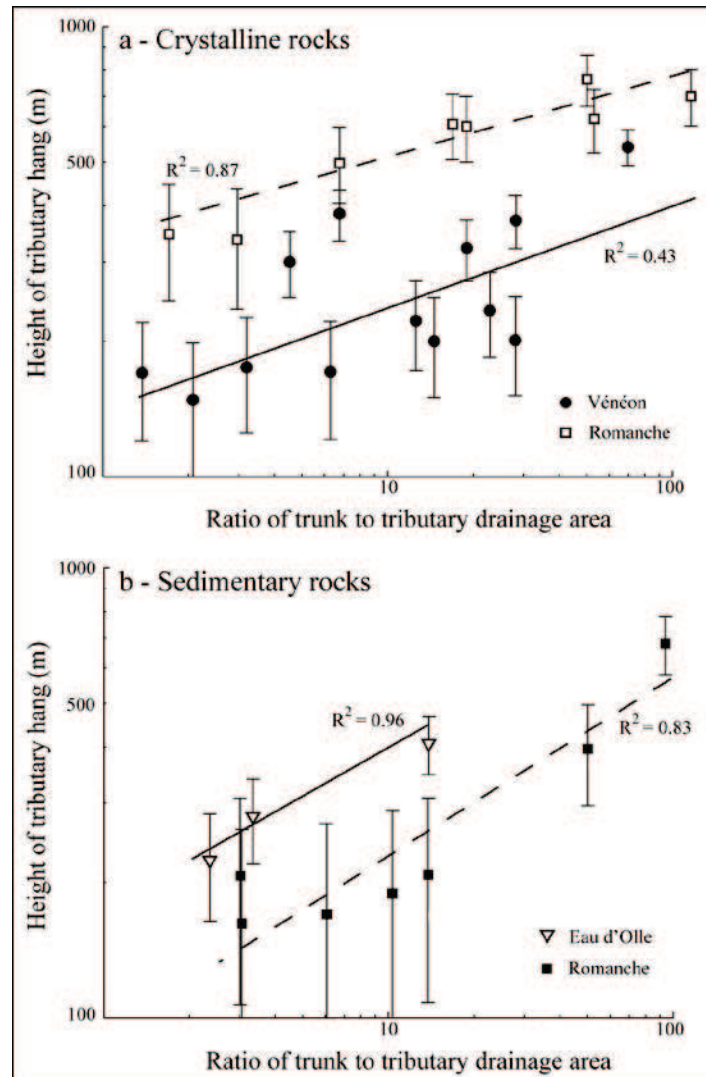 a - Crystalline rocks
1000
500
100
Height of tributary hang (m)
R² = 0.87
R² = 0.43
Vénéon
Romanche
10
100
Ratio of trunk to tributary drainage area
b - Sedimentary rocks
1000
500
100
Height of tributary hang (m)
R² = 0.96
R² = 0.83
Eau d'Olle
Romanche
10
100
Ratio of trunk to tributary drainage area